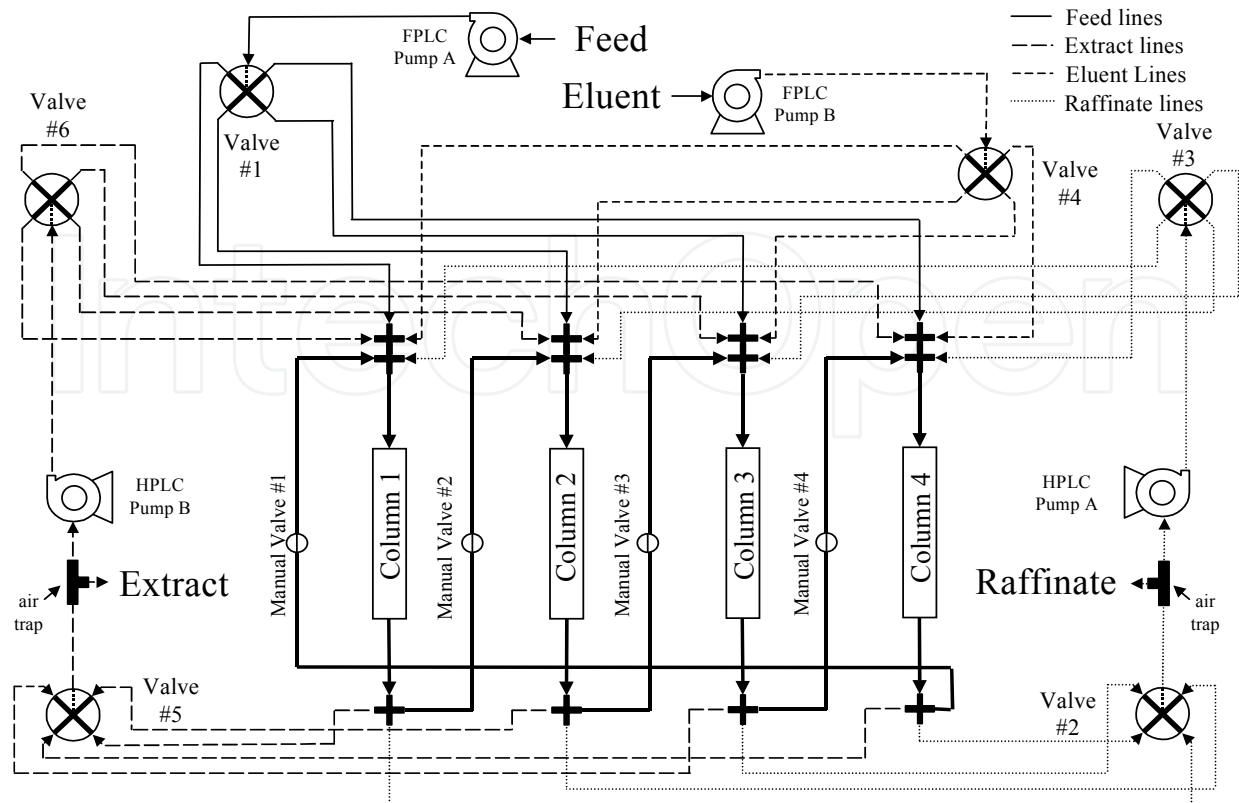 FPLC
Pump A
Feed
Feed lines
Extract lines
Eluent Lines
Raffinate lines
Valve
#6
Valve
#1
Eluent
FPLC
Pump B
Valve
#4
Valve
#3
IntechOpen
Manual Valve #1
Column 1
Manual Valve #2
Column 2
Manual Valve #3
Column 3
Manual Valve #4
Column 4
HPLC
Pump B
HPLC
Pump A
Extract
Raffinate
air
trap
air
trap
Valve
#5
Valve
#2